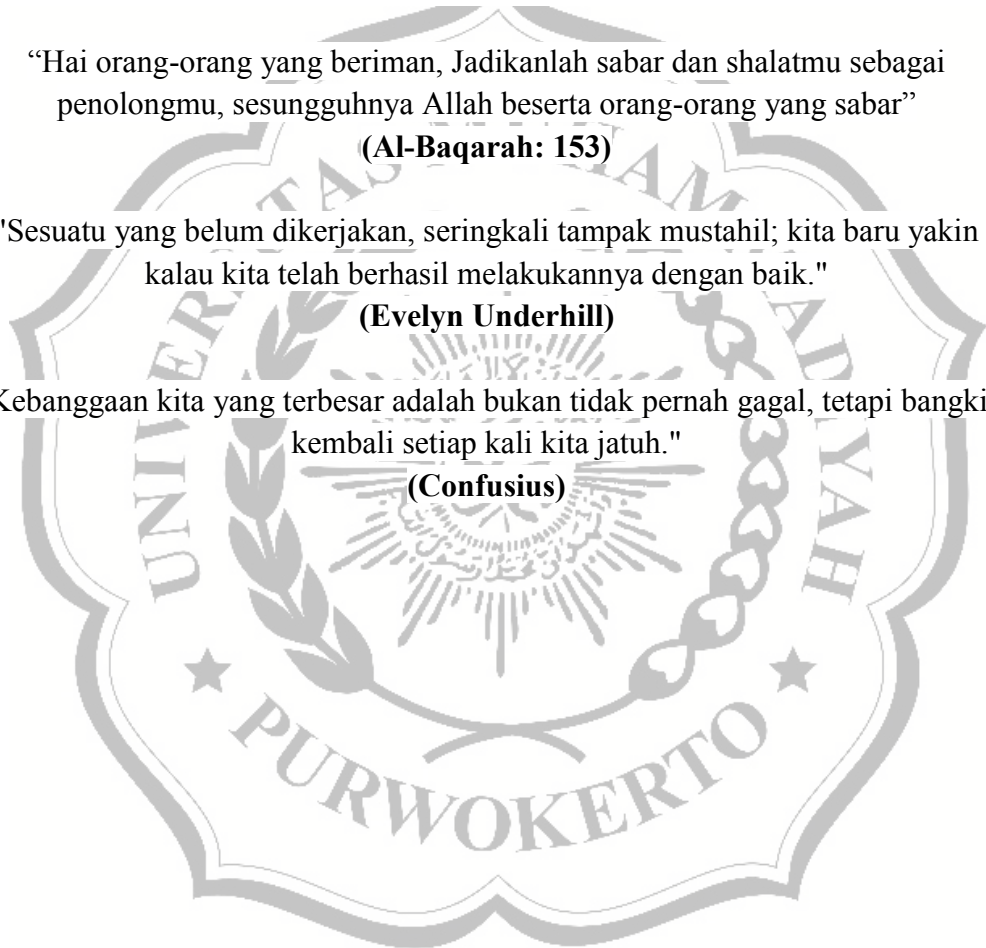 “Hai orang-orang yang beriman, Jadikanlah sabar dan shalatmu sebagai
penolongmu, sesungguhnya Allah beserta orang-orang yang sabar”
(Al-Baqarah: 153)
"Sesuatu yang belum dikerjakan, seringkali tampak mustahil; kita baru yakin
kalau kita telah berhasil melakukannya dengan baik."
(Evelyn Underhill)
Kebanggaan kita yang terbesar adalah bukan tidak pernah gagal, tetapi bangki
kembali setiap kali kita jatuh."
(Confusius)
PURWOKERTO